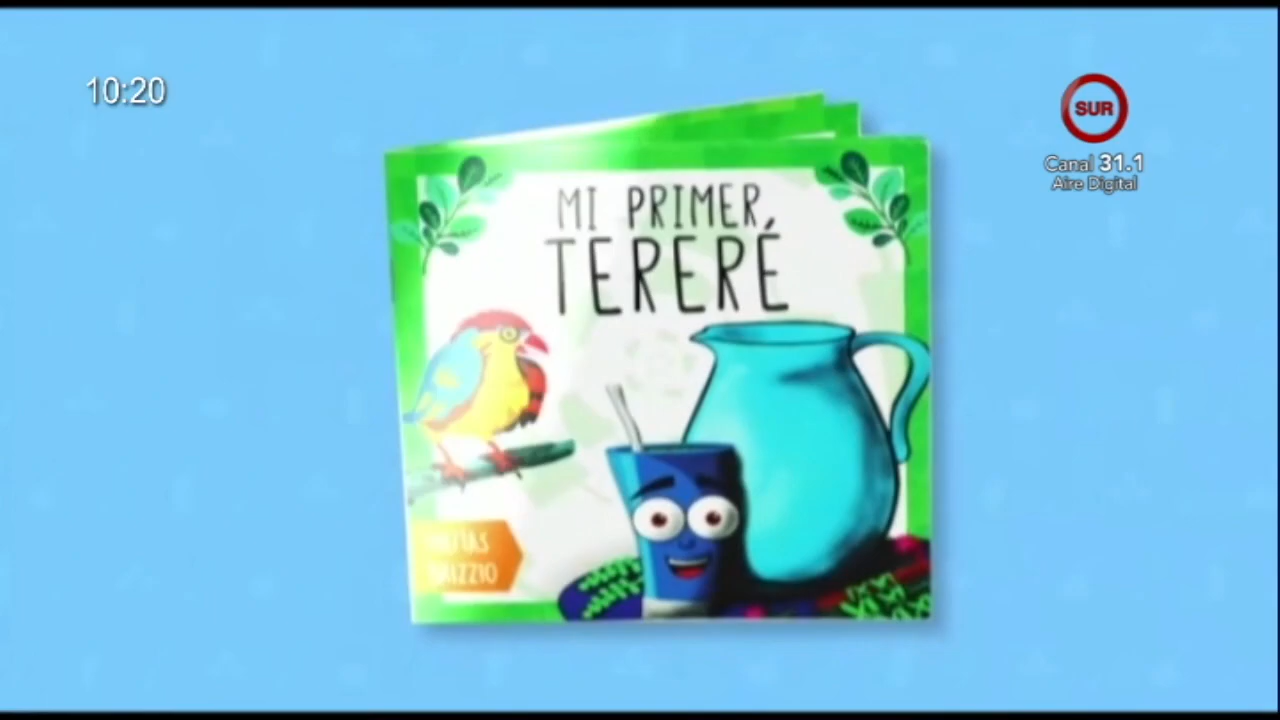 10:20
SUR
Canal 31.1
Aire Digital
MI PRIMER
TERERÉ